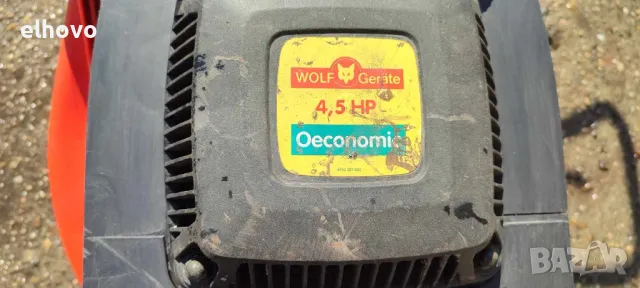 elhovo
WOLF Geräte
4,5 HP
Oeconomic
BAZAR